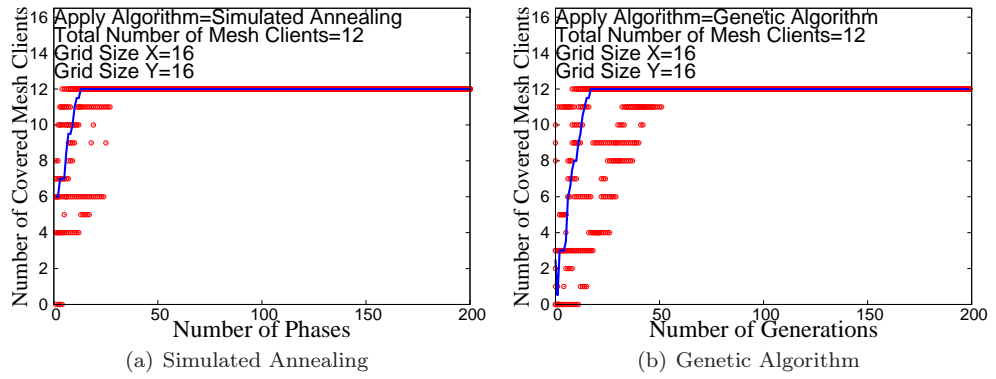 Apply Algorithm=Simulated Annealing
Total Number of Mesh Clients=12
Grid Size X=16
Grid Size Y=16
Number of Covered Mesh Clients
16
14
12
10
8
6
4
2
0
0 50 100 150 200
Number of Phases
(a) Simulated Annealing
Apply Algorithm=Genetic Algorithm
Total Number of Mesh Clients=12
Grid Size X=16
Grid Size Y=16
Number of Covered Mesh Clients
16
14
12
10
8
6
4
2
0
0 50 100 150 200
Number of Generations
(b) Genetic Algorithm